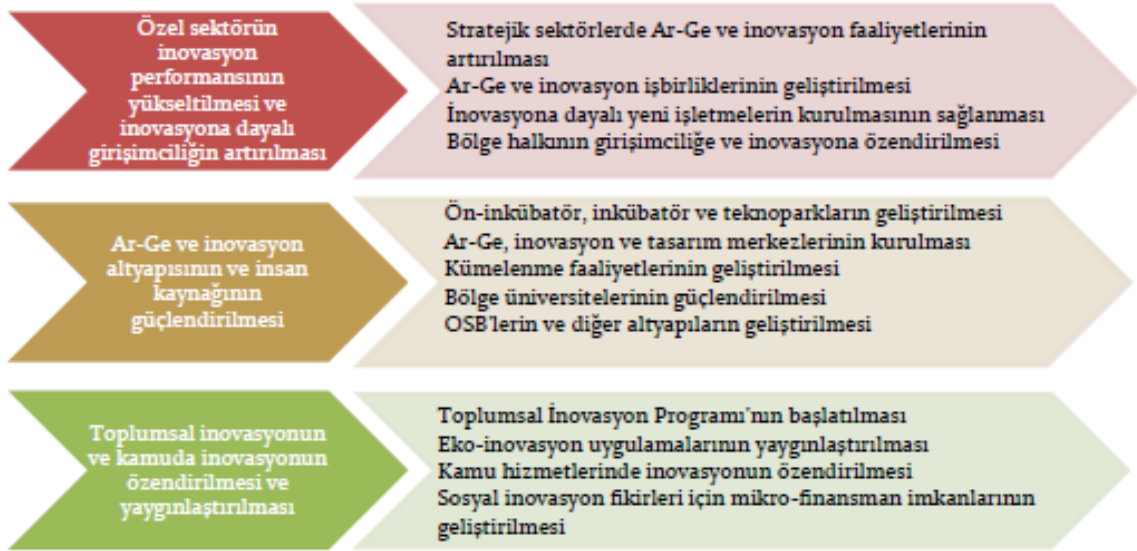 Özel sektörün
inovasyon
performansının
yükseltilmesi ve
inovasyona dayalı
girişimciliğin artırılması
Stratejik sektörlerde Ar-Ge ve inovasyon faaliyetlerinin
artırılması
Ar-Ge ve inovasyon işbirliklerinin geliştirilmesi
İnovasyona dayalı yeni işletmelerin kurulmasının sağlanması
Bölge halkının girişimciliğe ve inovasyona özendirilmesi
Ar-Ge ve inovasyon
altyapısının ve insan
kaynağının
güçlendirilmesi
Ön-inkübatör, inkübatör ve teknoparkların geliştirilmesi
Ar-Ge, inovasyon ve tasarım merkezlerinin kurulması
Kümelenme faaliyetlerinin geliştirilmesi
Bölge üniversitelerinin güçlendirilmesi
OSB'lerin ve diğer altyapıların geliştirilmesi
Toplumsal inovasyonun
ve kamuda inovasyonun
özendirilmesi ve
yaygınlaştırılması
Toplumsal İnovasyon Programı'nın başlatılması
Eko-inovasyon uygulamalarının yaygınlaştırılması
Kamu hizmetlerinde inovasyonun özendirilmesi
Sosyal inovasyon fikirleri için mikro-finansman imkanlarının
geliştirilmesi